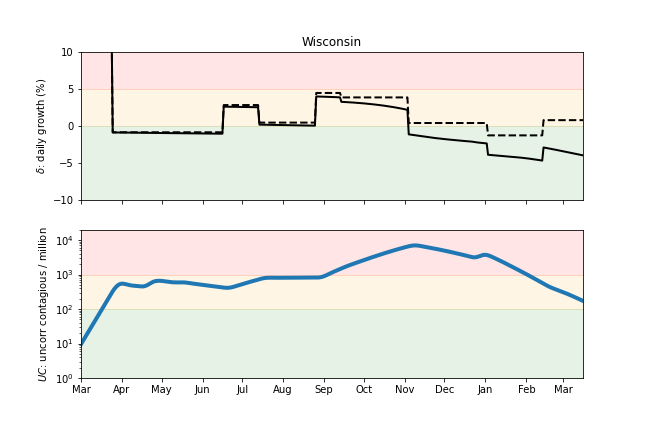 Wisconsin
δ: daily growth (%)
10
5
0
−5
−10
UC: uncorr contagious / million
10⁴
10³
10²
10¹
10⁰
Mar Apr May Jun Jul Aug Sep Oct Nov Dec Jan Feb Mar